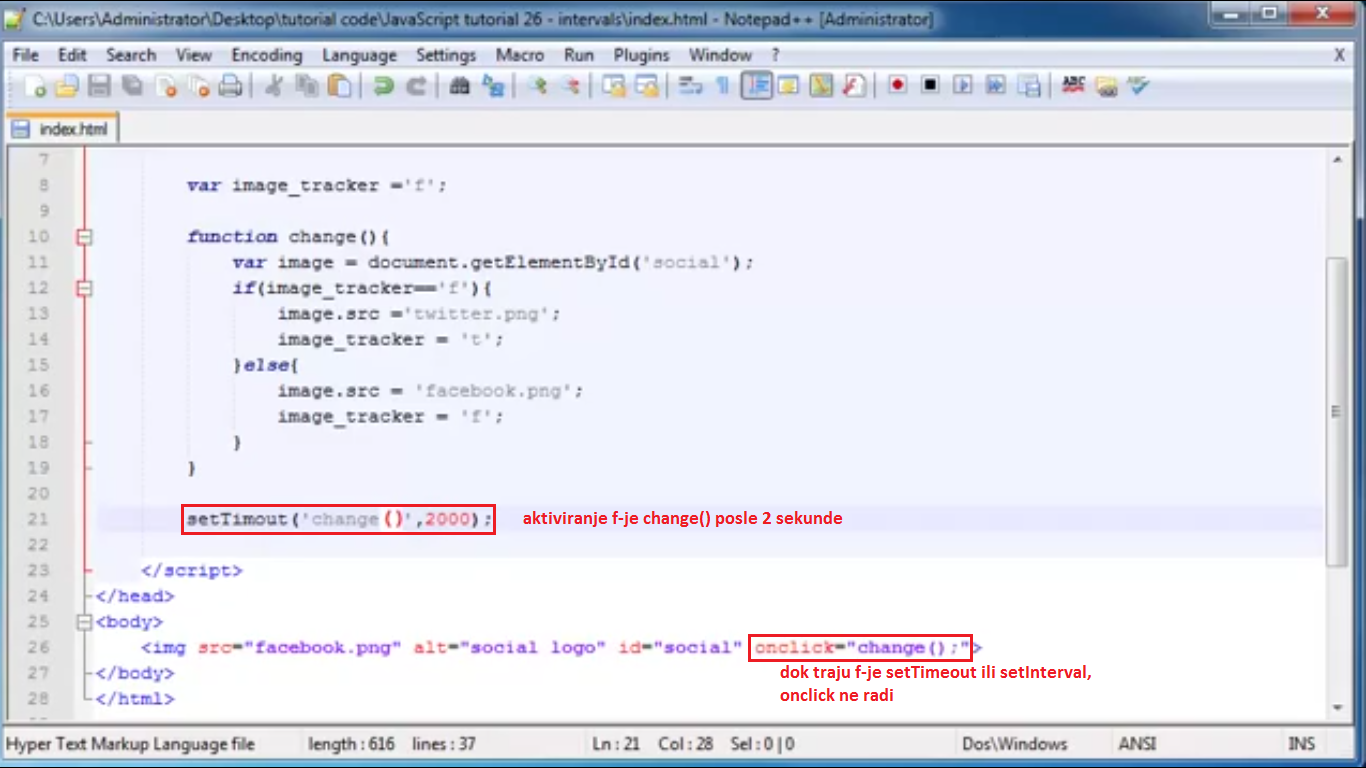 C:\Users\Administrator\Desktop\tutorial code\JavaScript tutorial 26 - intervals\index.html - Notepad++ [Administrator]
File Edit Search View Encoding Language Settings Macro Run Plugins Window ? X
index.html
7
8 var image_tracker ='f';
9
10 function change(){
11 var image = document.getElementById('social');
12 if(image_tracker=='f'){
13 image.src ='twitter.png';
14 image_tracker = 't';
15 }else{
16 image.src = 'facebook.png';
17 image_tracker = 'f';
18 }
19 }
20
21 setTimout('change()',2000); aktiviranje f-je change() posle 2 sekunde
22
23 </script>
24 </head>
25 <body>
26 <img src="facebook.png" alt="social logo" id="social" onclick="change();">
dok traju f-je setTimeout ili setInterval,
27 </body>
onclick ne radi
28 </html>
Hyper Text Markup Language file length : 616 lines : 37 Ln : 21 Col : 28 Sel : 0 | 0 Dos\Windows ANSI INS